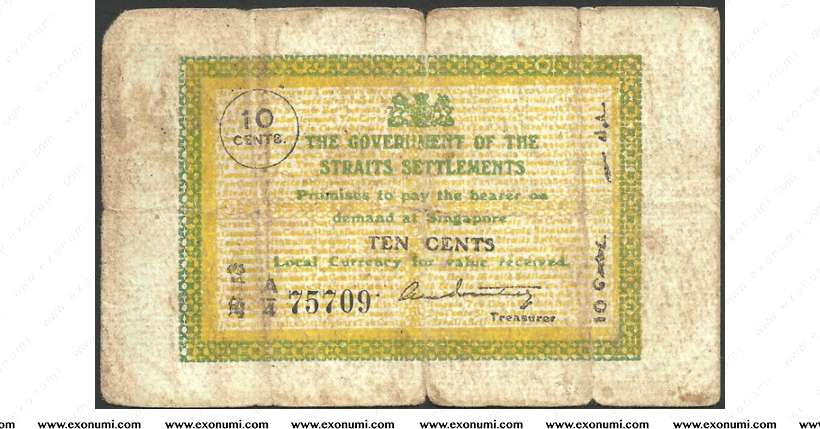 10
CENTS.
THE GOVERNMENT OF THE
STRAITS SETTLEMENTS
Promises to pay the bearer on
demand at Singapore
TEN CENTS
Local Currency for value received.
A/4 75709
Treasurer
www.exonumi.com www.exonumi.com www.exonumi.com www.exonumi.com www.exonumi.com www.exonumi.com